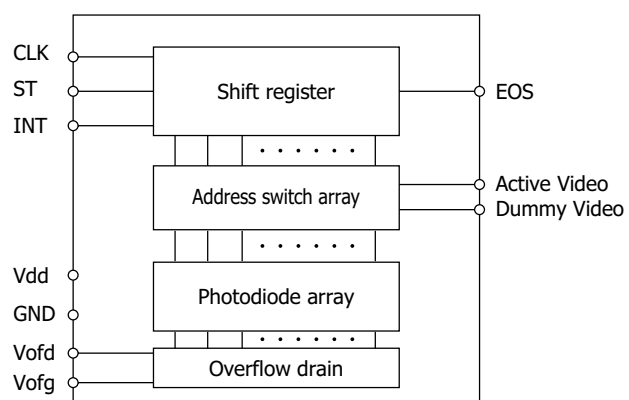 CLK
ST
INT
Shift register
EOS
Address switch array
Active Video
Dummy Video
Vdd
GND
Photodiode array
Vofd
Vofg
Overflow drain